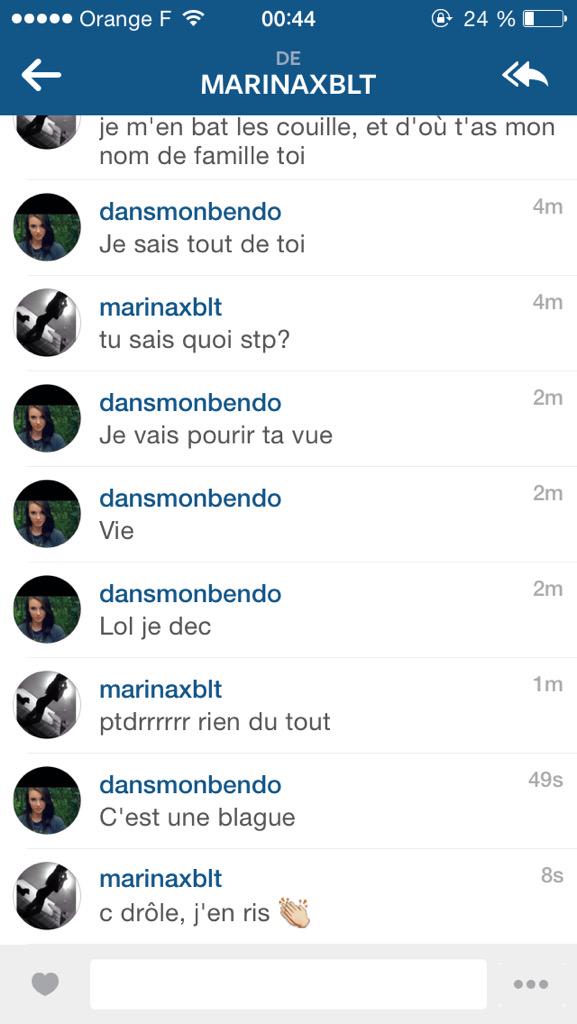 Orange F 00:44 24 %
DE
MARINAXBLT
je m'en bat les couille, et d'où t'as mon
nom de famille toi
dansmonbendo 4m
Je sais tout de toi
marinaxblt 4m
tu sais quoi stp?
dansmonbendo 2m
Je vais pourir ta vue
dansmonbendo 2m
Vie
dansmonbendo 2m
Lol je dec
marinaxblt 1m
ptdrrrrrr rien du tout
dansmonbendo 49s
C'est une blague
marinaxblt 8s
c drôle, j'en ris 👏